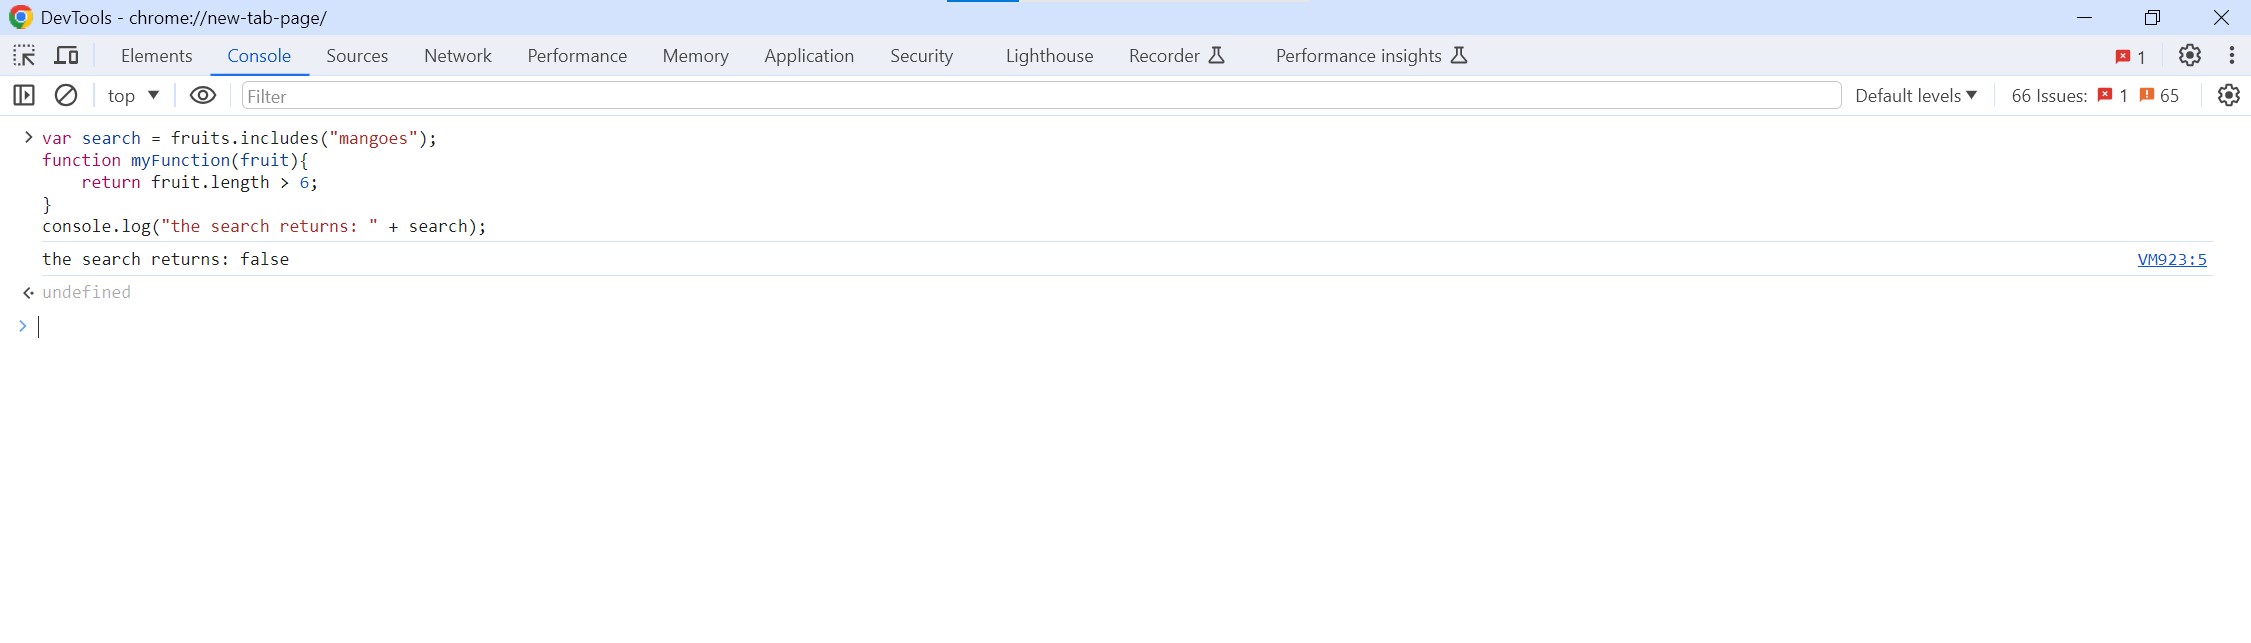 DevTools - chrome://new-tab-page/
Elements Console Sources Network Performance Memory Application Security Lighthouse Recorder Performance insights 1
top Filter Default levels 66 Issues: 1 65
var search = fruits.includes("mangoes");
function myFunction(fruit){
    return fruit.length > 6;
}
console.log("the search returns: " + search);
the search returns: false VM923:5
undefined